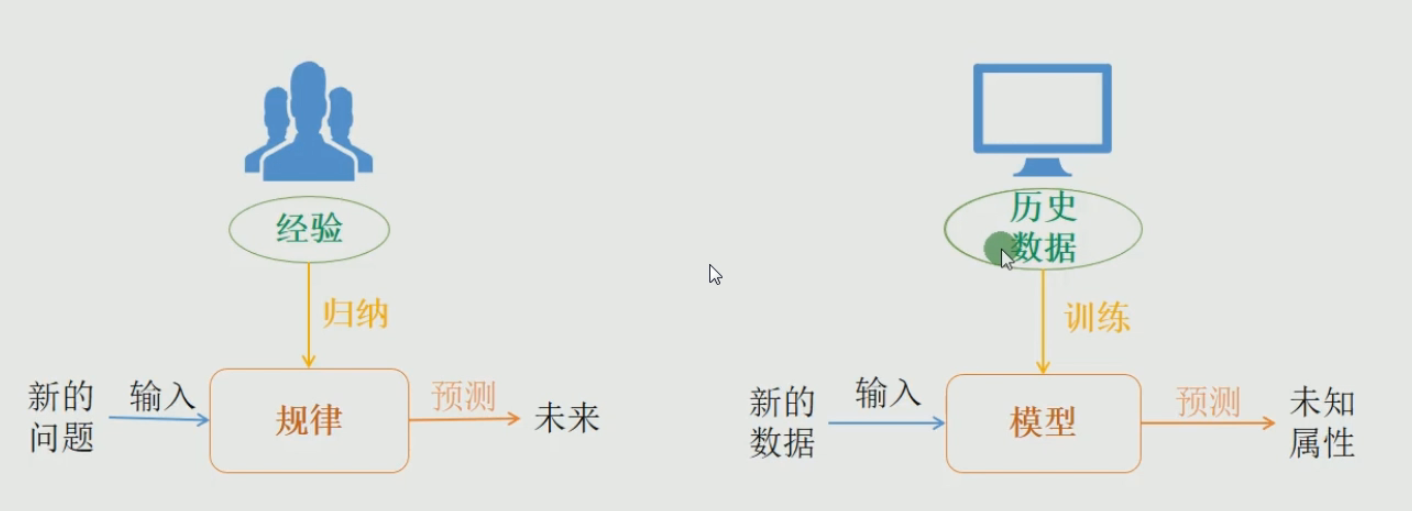 经验
归纳
新的
问题
输入
规律
预测
未来
历史
数据
训练
新的
数据
输入
模型
预测
未知
属性